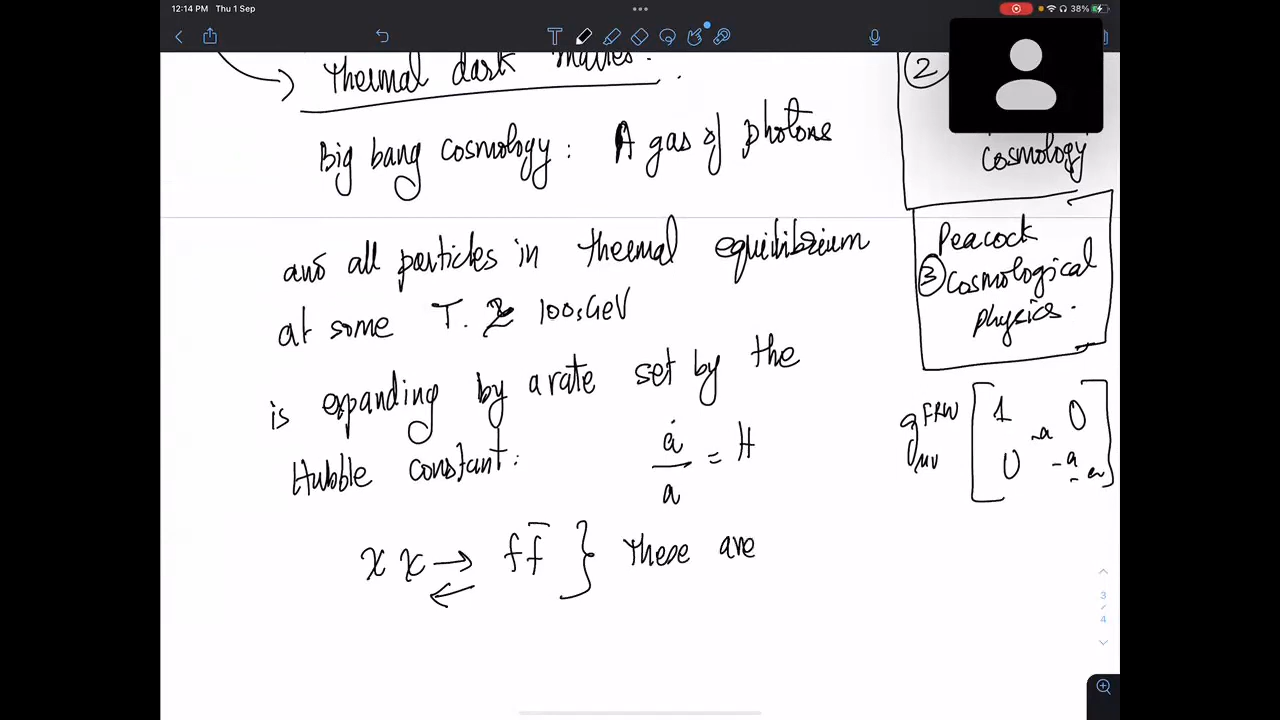 12:14 PM Thu 1 Sep
38%
Thermal dark matter.
Big bang cosmology: A gas of photons
and all particles in thermal equilibrium
at some T. ≳ 100 GeV
is expanding by a rate set by the
Hubble constant: ȧ/a = H
χ χ → ← f f̄ } These are
2
cosmology
Peacock
3 Cosmological
physics.
g^FRW_μν [ 1 0
-a
0 -a
3
/
4